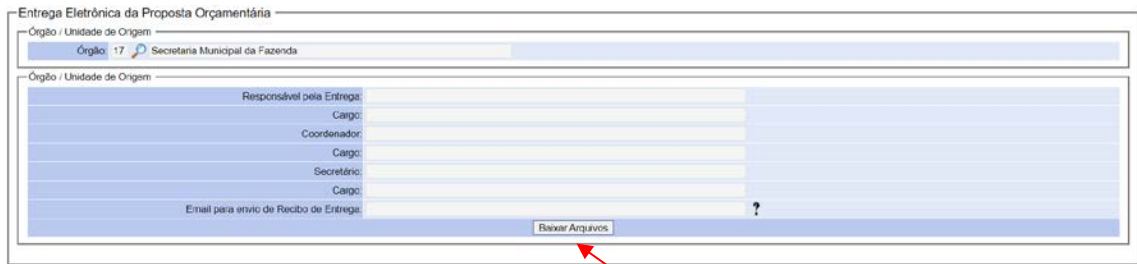 Entrega Eletrônica da Proposta Orçamentária
Órgão / Unidade de Origem
Órgão: 17 Secretaria Municipal da Fazenda
Órgão / Unidade de Origem
Responsável pela Entrega:
Cargo:
Coordenador:
Cargo:
Secretério:
Cargo:
Email para envio de Recibo de Entrega: ?
Baixar Arquivos